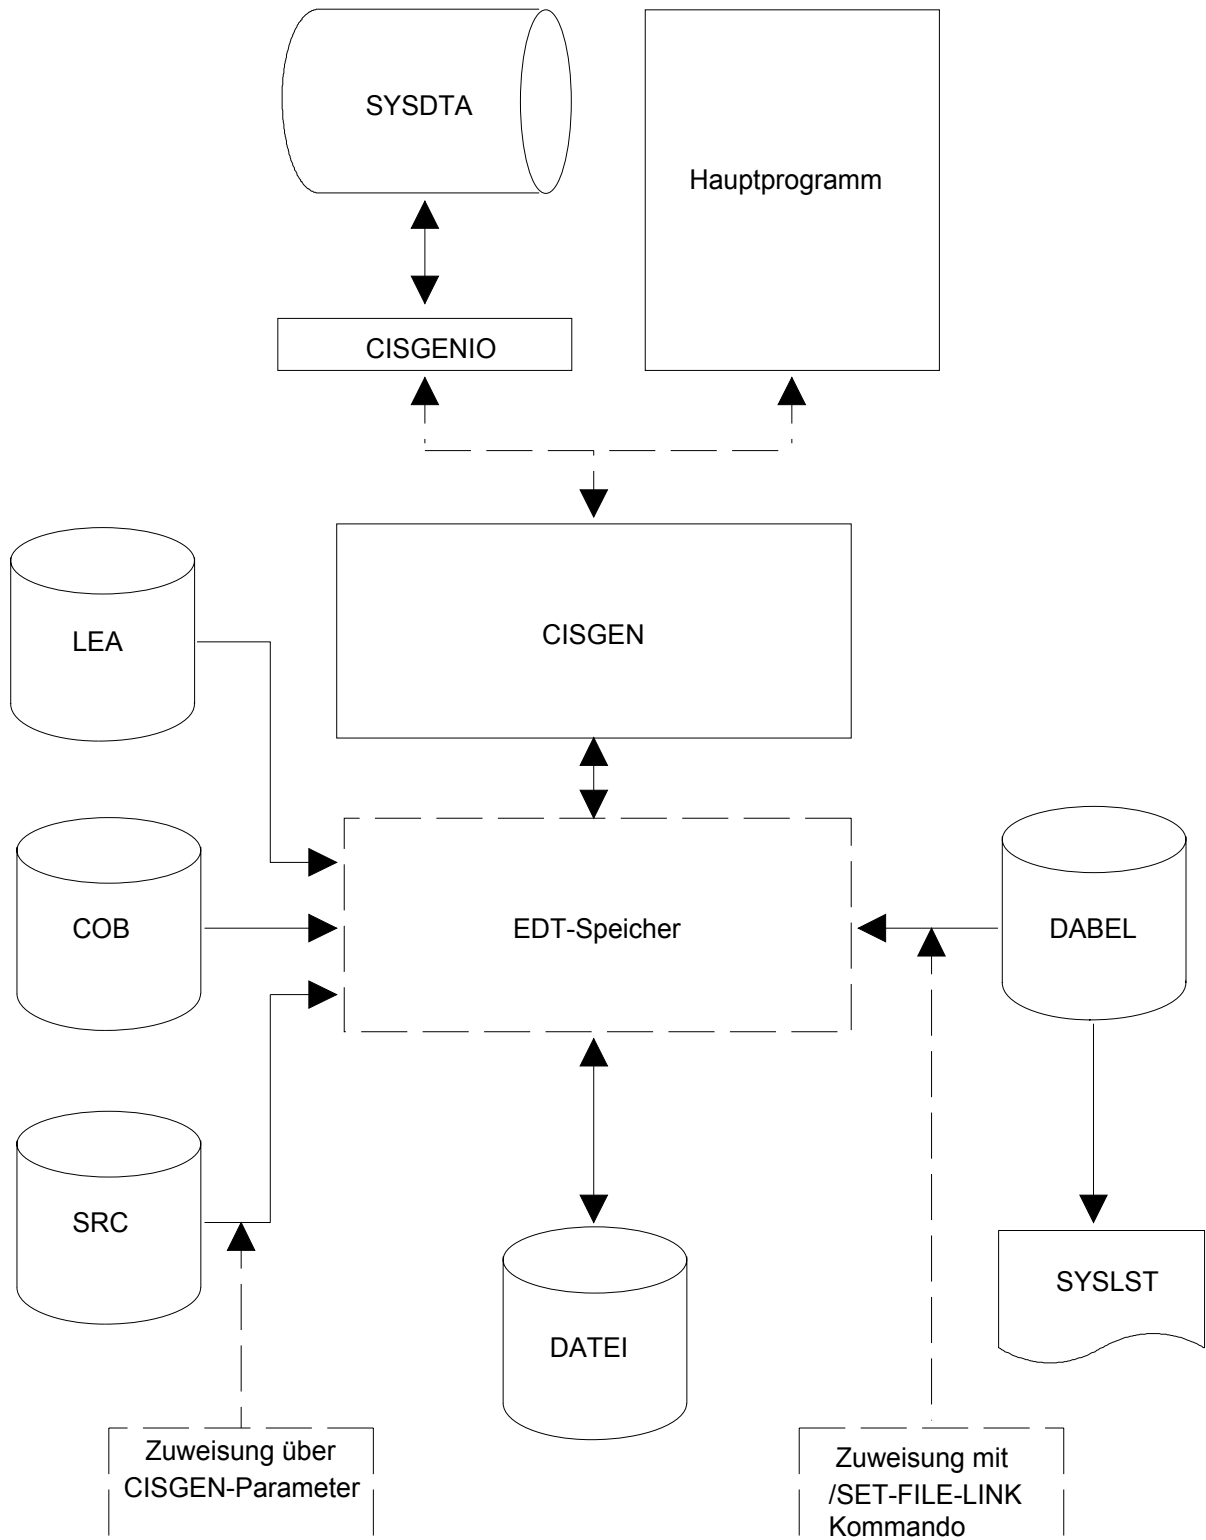 SYSDTA
Hauptprogramm
CISGENIO
CISGEN
LEA
COB
EDT-Speicher
DABEL
SRC
SYSLST
DATEI
Zuweisung über
CISGEN-Parameter
Zuweisung mit
/SET-FILE-LINK
Kommando